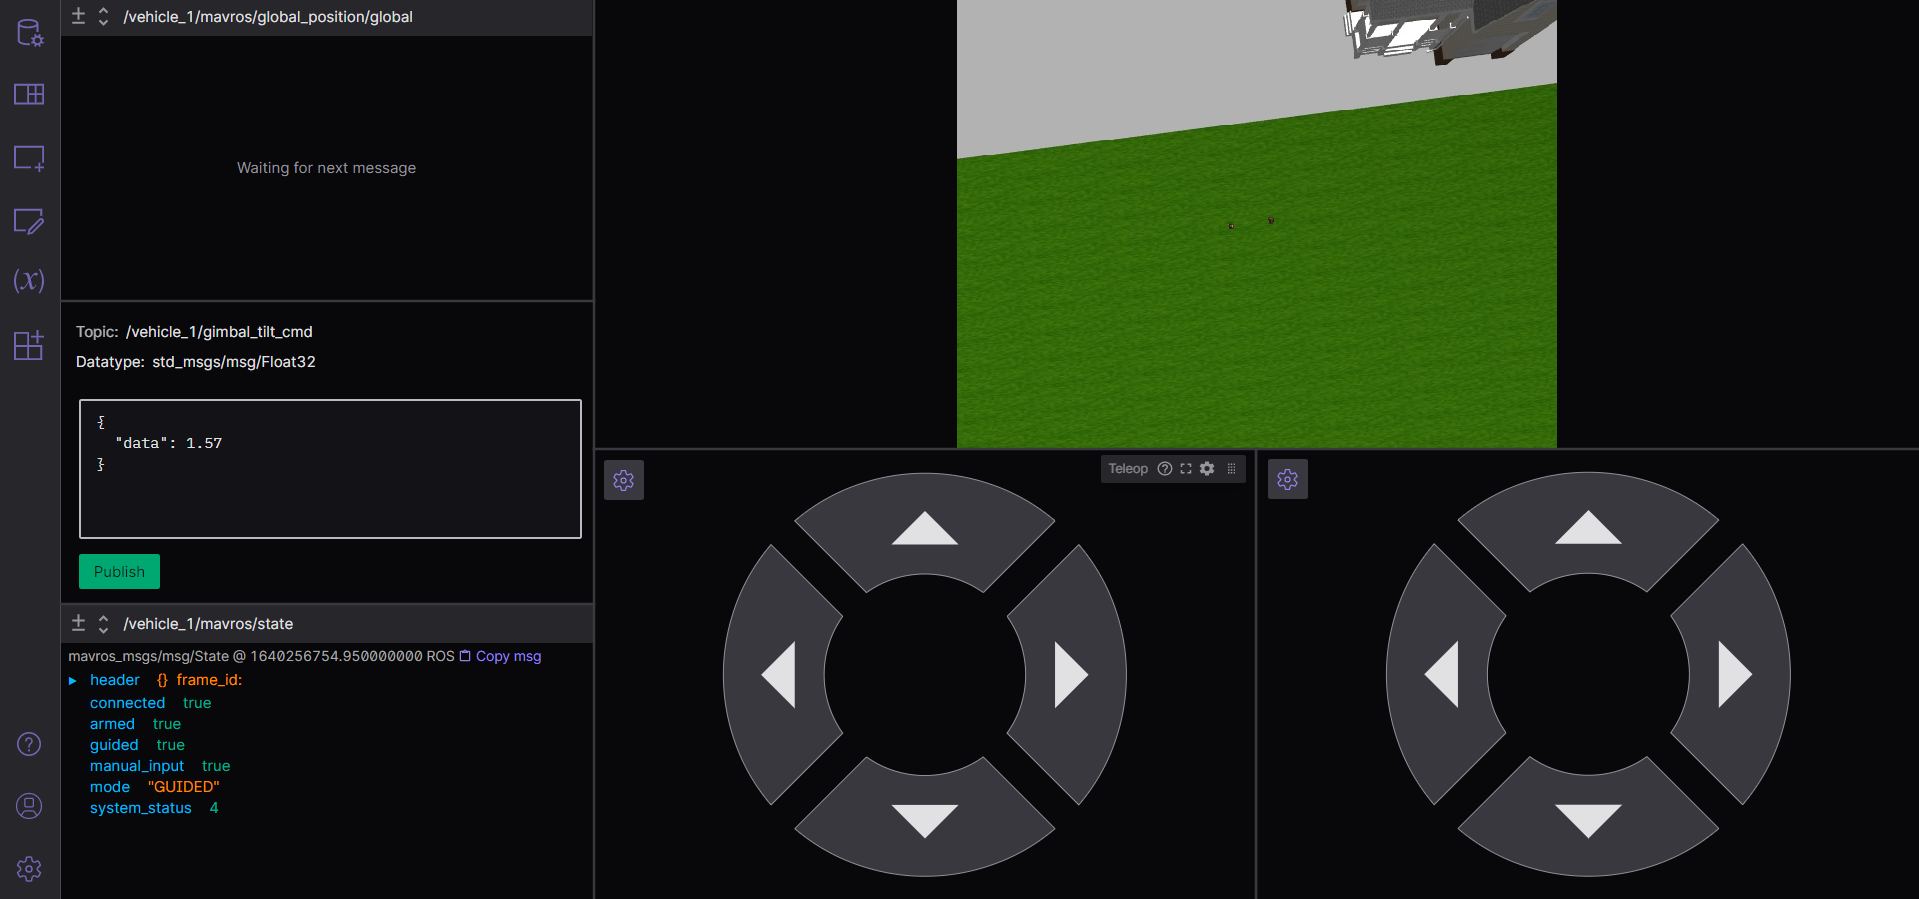 /vehicle_1/mavros/global_position/global
Waiting for next message
(x)
Topic: /vehicle_1/gimbal_tilt_cmd
Datatype: std_msgs/msg/Float32
{
"data": 1.57
}
Publish
/vehicle_1/mavros/state
mavros_msgs/msg/State @ 1640256754.950000000 ROS Copy msg
header {} frame_id:
connected true
armed true
guided true
manual_input true
mode "GUIDED"
system_status 4
Teleop